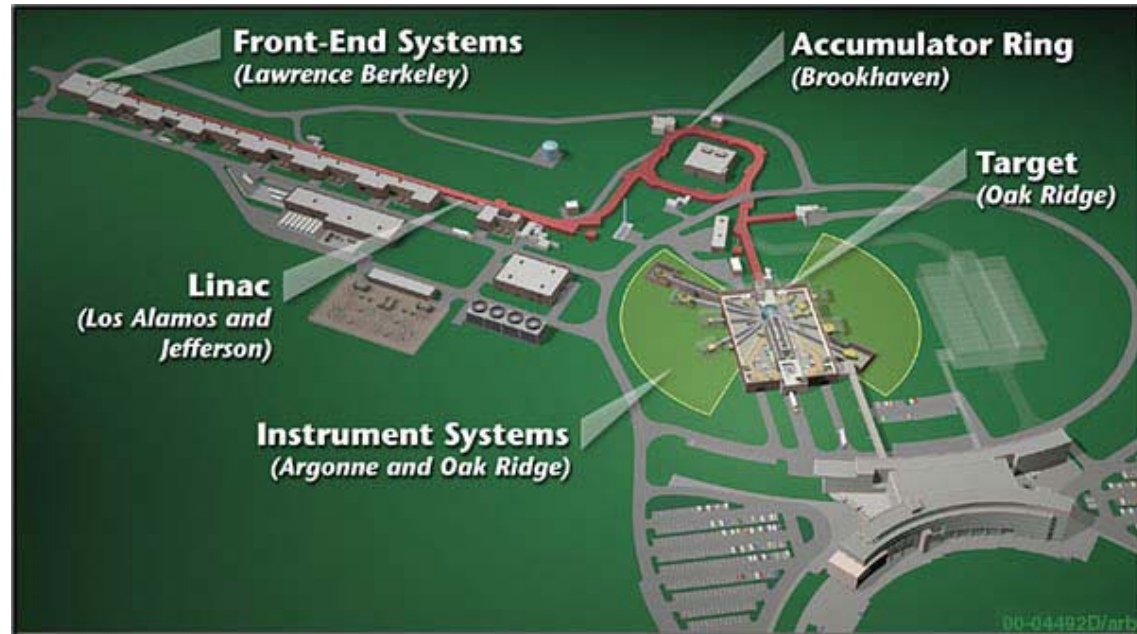 Front-End Systems
(Lawrence Berkeley)
Accumulator Ring
(Brookhaven)
Target
(Oak Ridge)
Linac
(Los Alamos and
Jefferson)
Instrument Systems
(Argonne and Oak Ridge)
00-04492D/arb